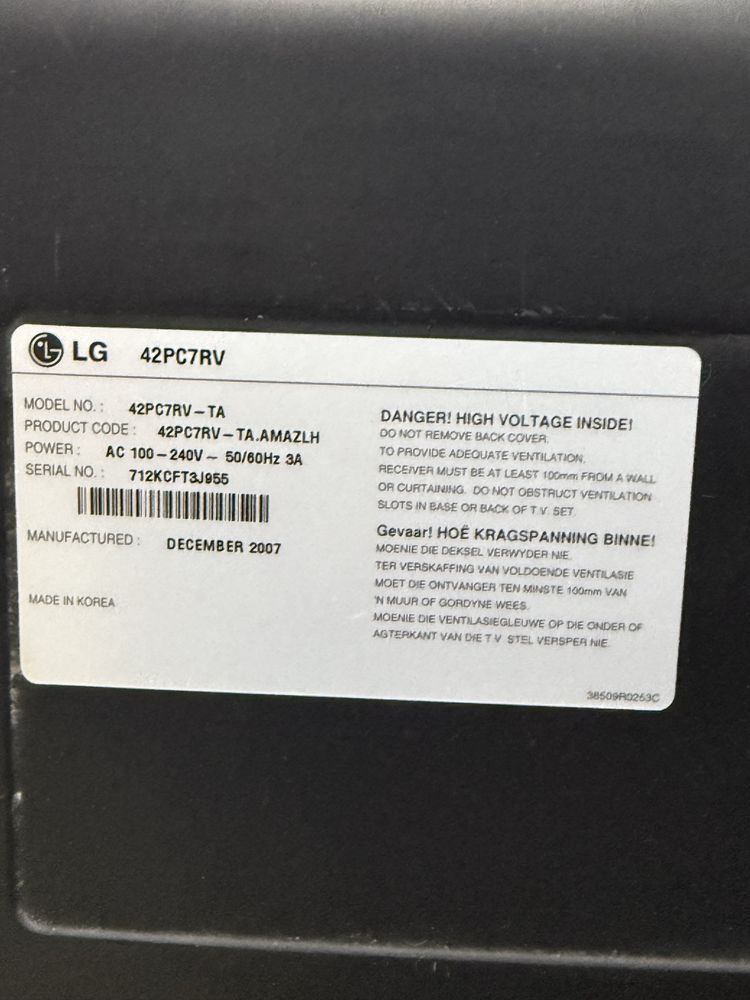 LG 42PC7RV
MODEL NO. : 42PC7RV-TA
PRODUCT CODE : 42PC7RV-TA.AMAZLH
POWER : AC 100-240V~ 50/60Hz 3A
SERIAL NO. : 712KCFT3J955
MANUFACTURED : DECEMBER 2007
MADE IN KOREA
DANGER! HIGH VOLTAGE INSIDE!
DO NOT REMOVE BACK COVER.
TO PROVIDE ADEQUATE VENTILATION.
RECEIVER MUST BE AT LEAST 100mm FROM A WALL
OR CURTAINING. DO NOT OBSTRUCT VENTILATION
SLOTS IN BASE OR BACK OF T.V. SET.
Gevaar! HOË KRAGSPANNING BINNE!
MOENIE DIE DEKSEL VERWYDER NIE.
TER VERSKAFFING VAN VOLDOENDE VENTILASIE
MOET DIE ONTVANGER TEN MINSTE 100mm VAN
'N MUUR OF GORDYNE WEES.
MOENIE DIE VENTILASIEGLEUWE OP DIE ONDER OF
AGTERKANT VAN DIE T.V. STEL VERSPER NIE.
38509R0253C